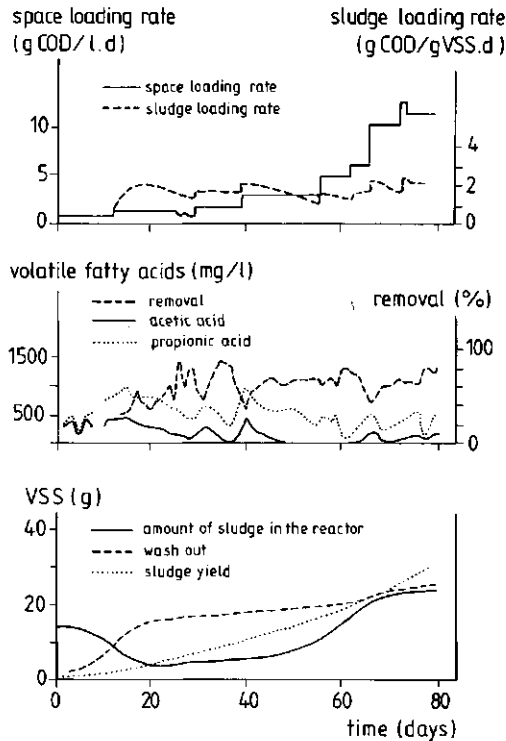 space loading rate
(g COD/l.d)
sludge loading rate
(gCOD/gVSS.d)
space loading rate
sludge loading rate
10
5
0
4
2
0
volatile fatty acids (mg/l)
removal (%)
removal
acetic acid
propionic acid
1500
500
100
0
VSS (g)
40
20
0
amount of sludge in the reactor
wash out
sludge yield
0 20 40 60 80
time (days)